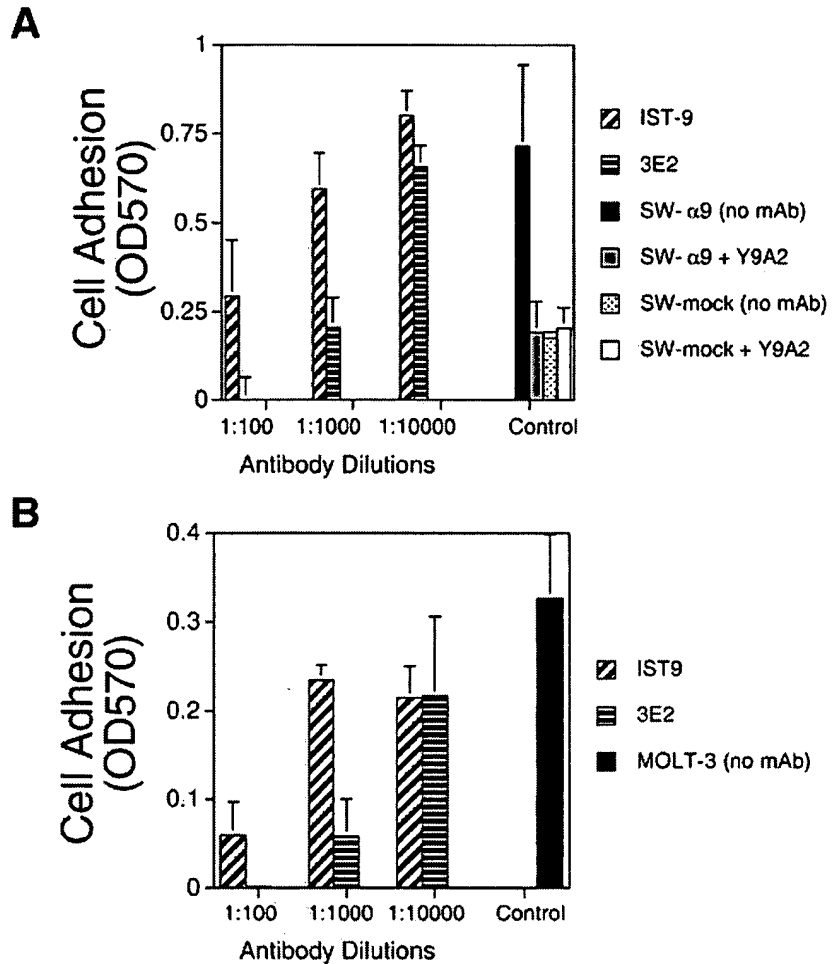 A
Cell Adhesion
(OD570)
1
0.75
0.5
0.25
0
1:100 1:1000 1:10000 Control
Antibody Dilutions
IST-9
3E2
SW- α9 (no mAb)
SW- α9 + Y9A2
SW-mock (no mAb)
SW-mock + Y9A2
B
Cell Adhesion
(OD570)
0.4
0.3
0.2
0.1
0
1:100 1:1000 1:10000 Control
Antibody Dilutions
IST9
3E2
MOLT-3 (no mAb)